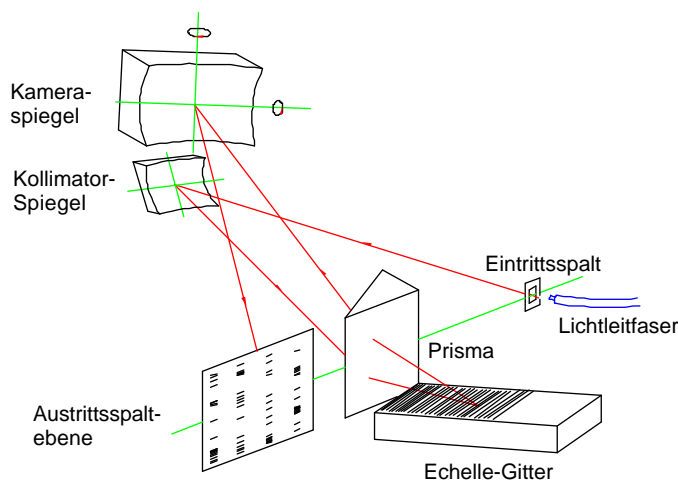 Kamera-
spiegel
Kollimator-
Spiegel
Eintrittsspalt
Lichtleitfaser
Prisma
Austrittsspalt-
ebene
Echelle-Gitter